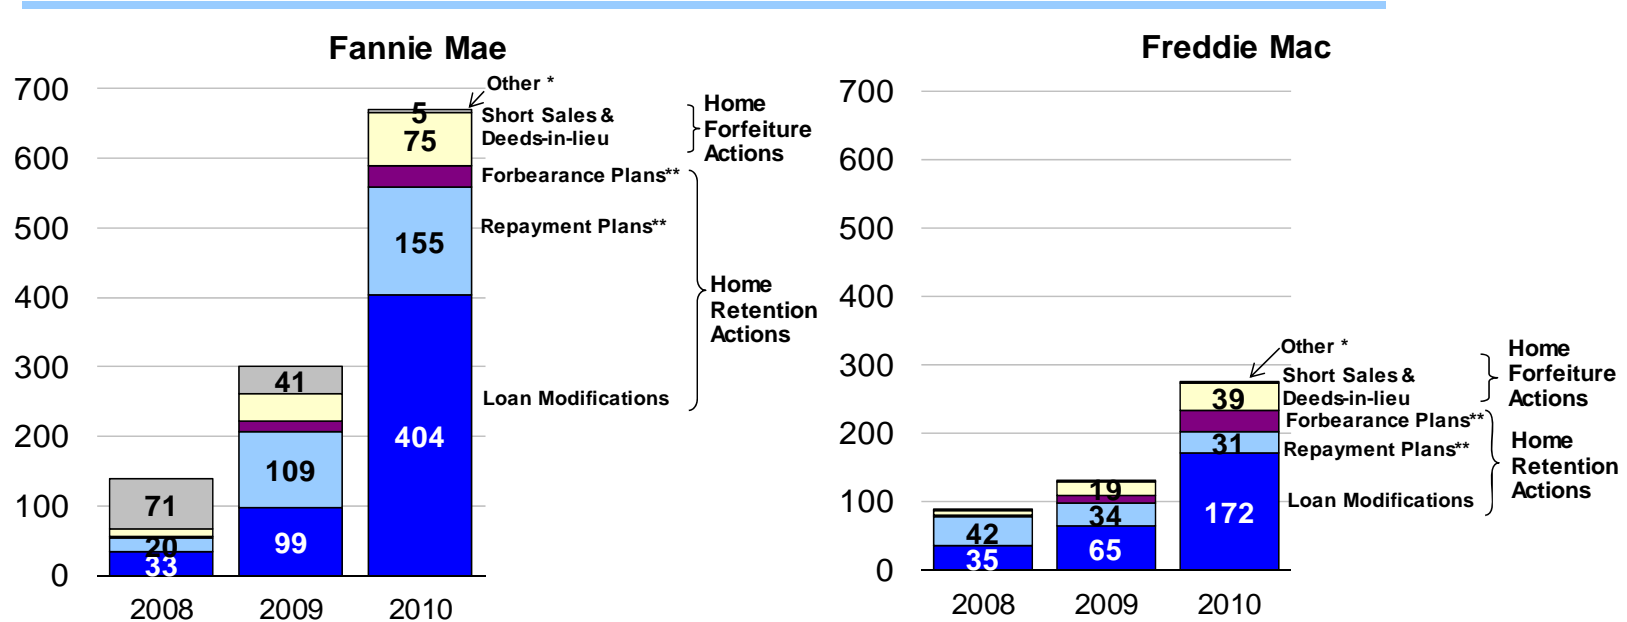 Fannie Mae
700
600
500
400
300
200
100
0
71
20
33
2008
41
109
99
2009
5
75
155
404
2010
Other *
Short Sales &
Deeds-in-lieu
Forbearance Plans**
Repayment Plans**
Loan Modifications
Home
Forfeiture
Actions
Home
Retention
Actions
Freddie Mac
700
600
500
400
300
200
100
0
42
35
2008
19
34
65
2009
39
31
172
2010
Other *
Short Sales &
Deeds-in-lieu
Forbearance Plans**
Repayment Plans**
Loan Modifications
Home
Forfeiture
Actions
Home
Retention
Actions